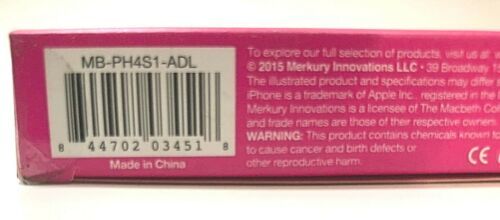 MB-PH4S1-ADL
8 44702 03451 8
Made in China
To explore our full selection of products, visit us at: w
© 2015 Merkury Innovations LLC • 39 Broadway 1
The illustrated product and specifications may differ
iPhone is a trademark of Apple Inc., registered in the
Merkury Innovations is a licensee of The Macbeth Co
and trade names are those of their respective owners
WARNING: This product contains chemicals known to
to cause cancer and birth defects or
other reproductive harm.
CE